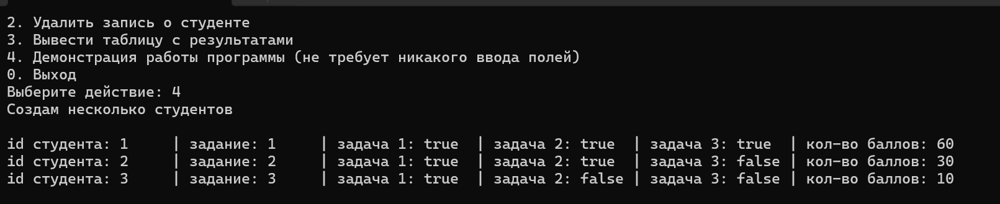 2. Удалить запись о студенте
3. Вывести таблицу с результатами
4. Демонстрация работы программы (не требует никакого ввода полей)
0. Выход
Выберите действие: 4
Создам несколько студентов
id студента: 1 | задание: 1 | задача 1: true | задача 2: true | задача 3: true | кол-во баллов: 60
id студента: 2 | задание: 2 | задача 1: true | задача 2: true | задача 3: false | кол-во баллов: 30
id студента: 3 | задание: 3 | задача 1: true | задача 2: false | задача 3: false | кол-во баллов: 10